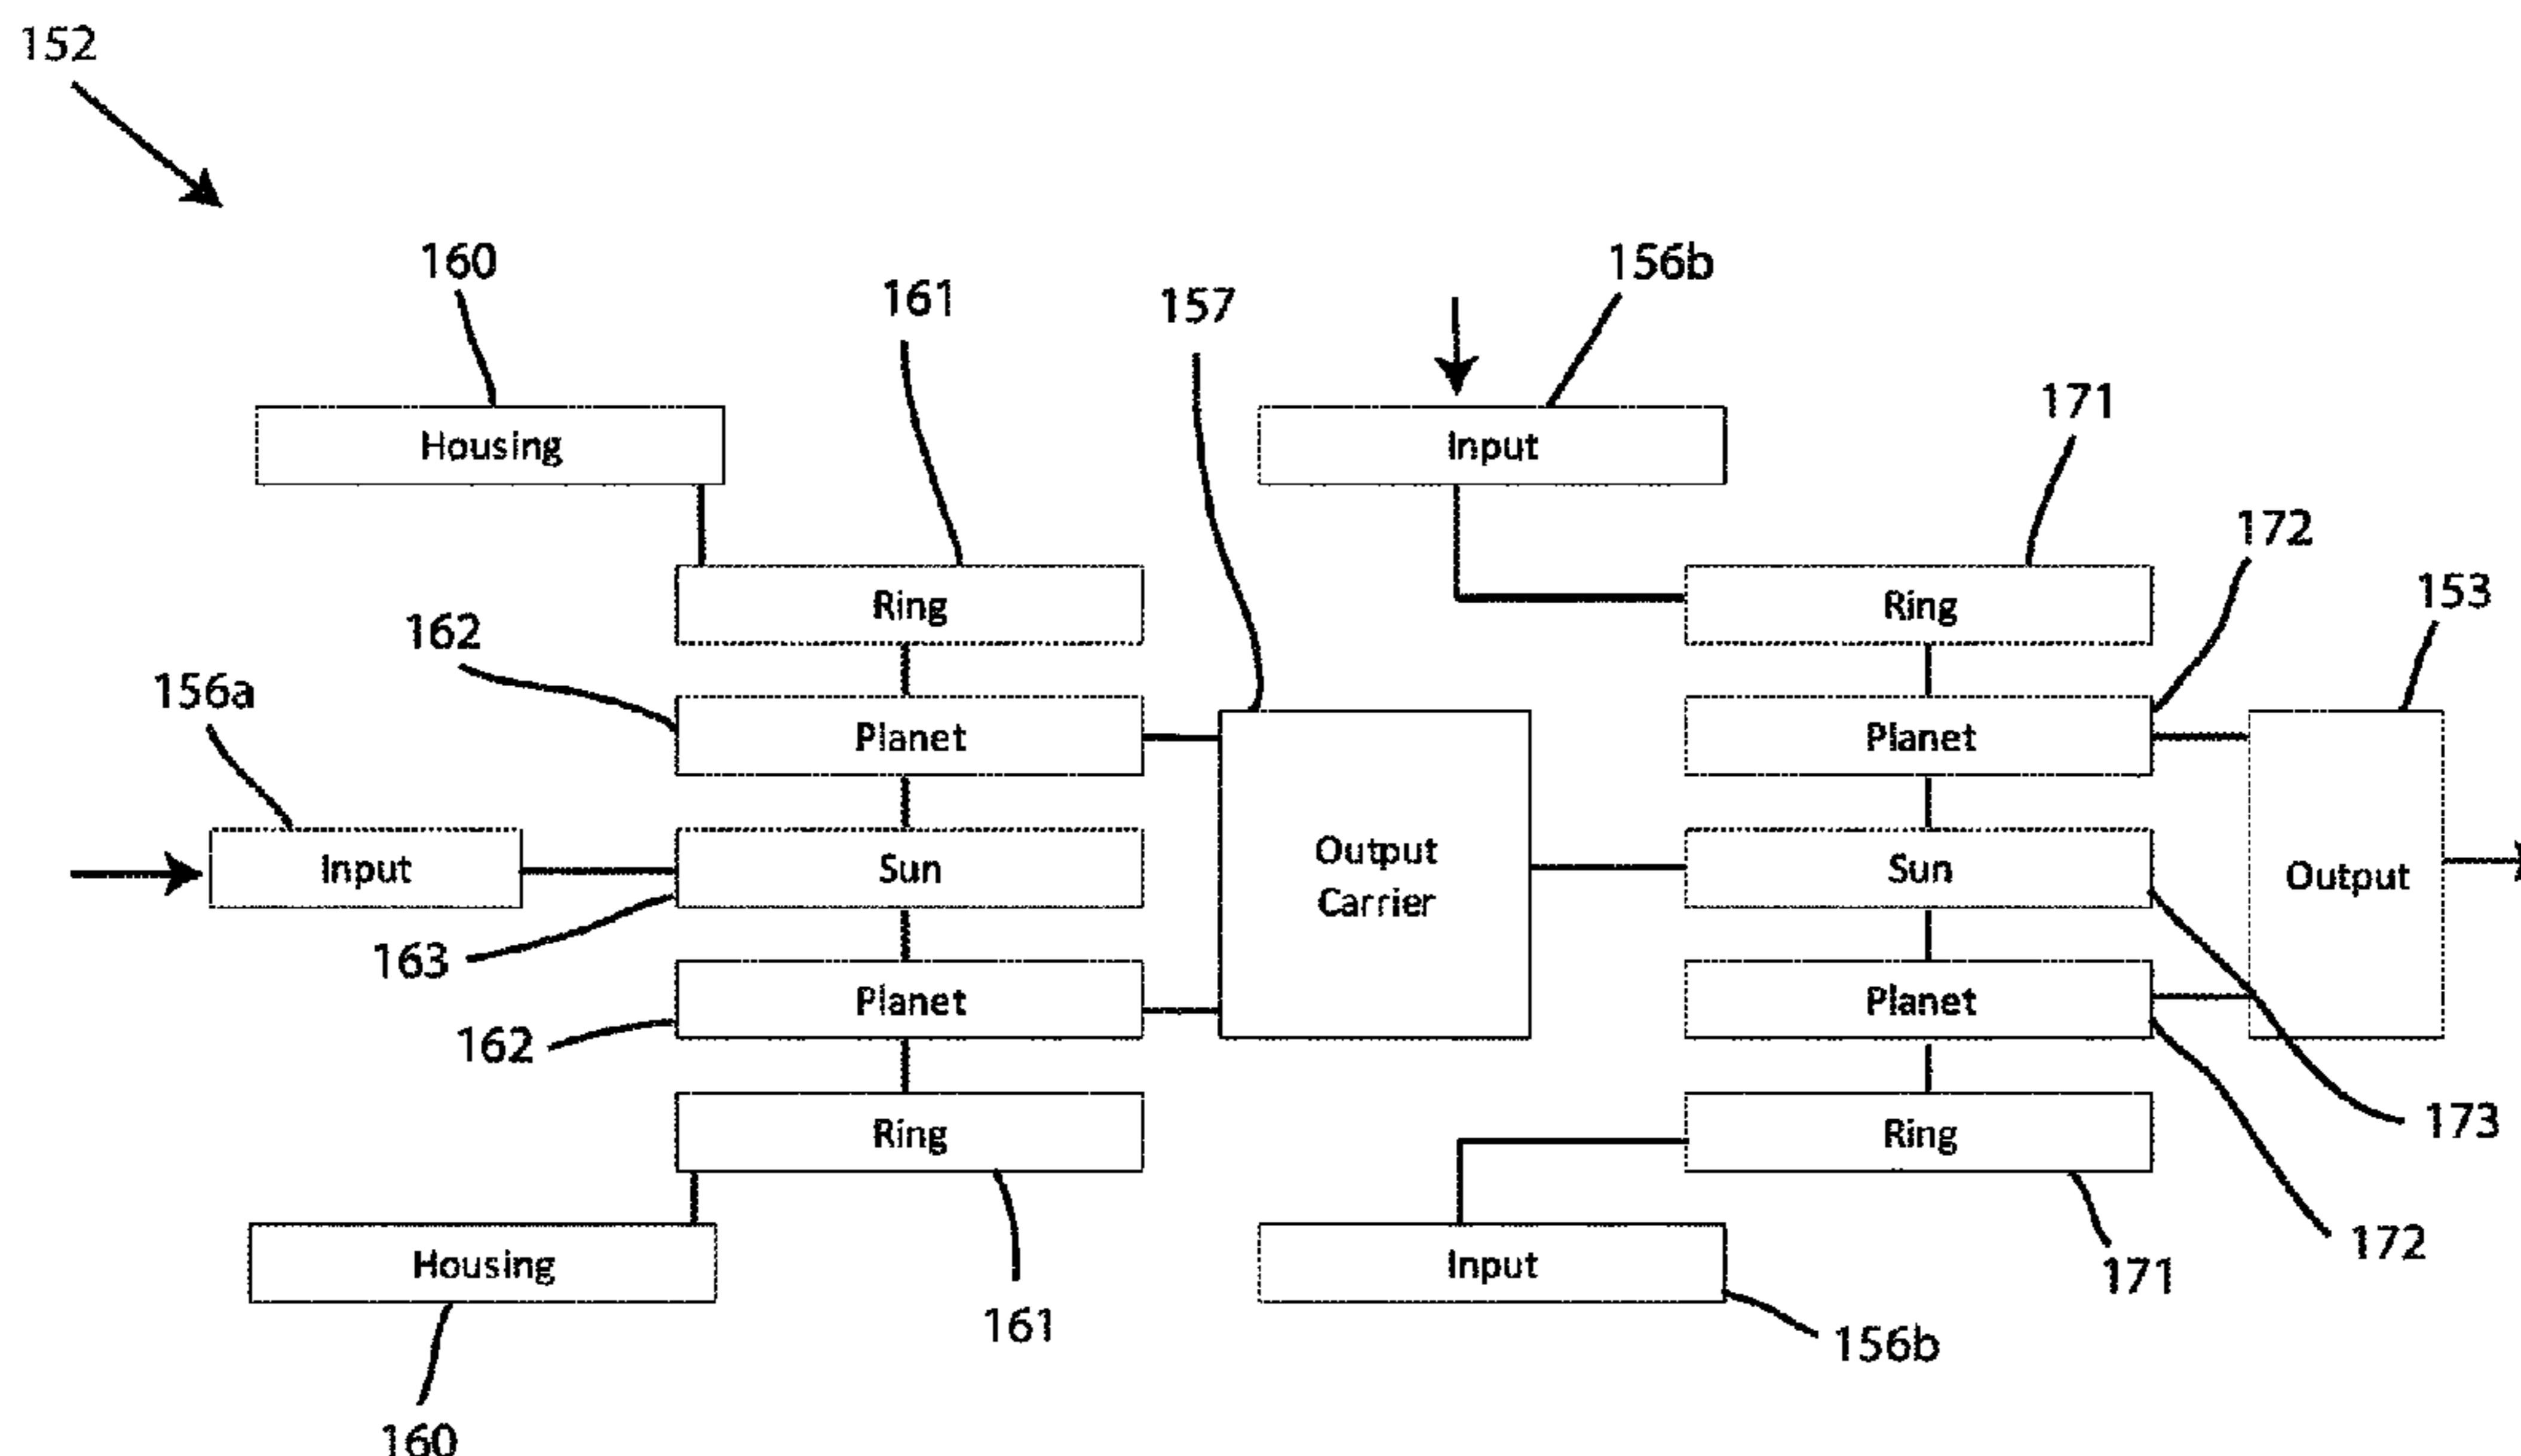 152
160
156b
161
157
171
Housing
Input
172
153
Ring
Ring
162
156a
Planet
Planet
Input
Sun
Output
Carrier
Sun
Output
163
Planet
Planet
162
173
Ring
Ring
172
Housing
Input
171
161
156b
160